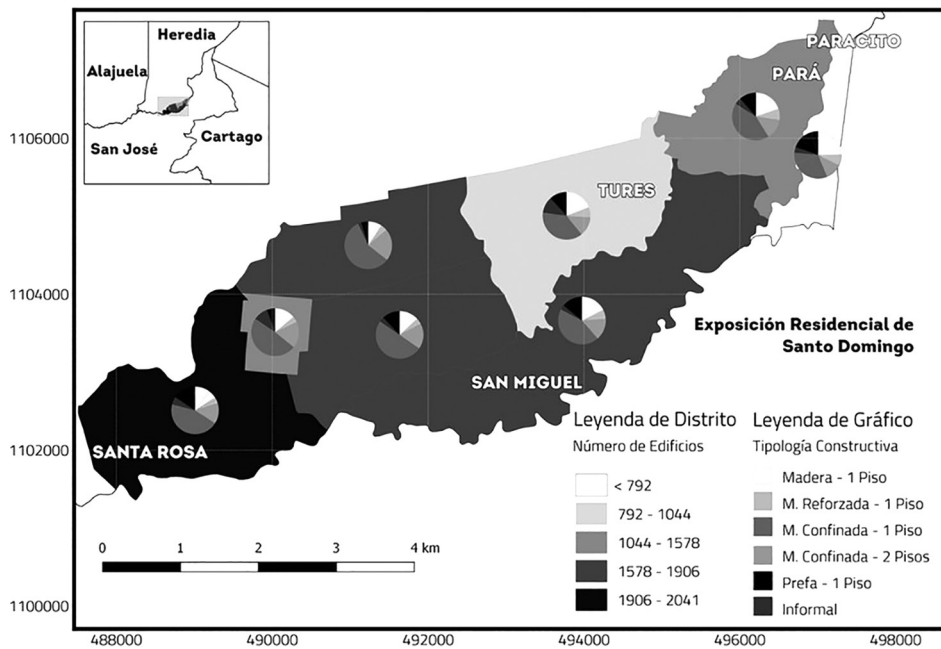 Heredia
Alajuela
San José
Cartago
PARACITO
PARÁ
TURES
SAN MIGUEL
SANTA ROSA
Exposición Residencial de
Santo Domingo
Leyenda de Distrito
Número de Edificios
< 792
792 - 1044
1044 - 1578
1578 - 1906
1906 - 2041
Leyenda de Gráfico
Tipología Constructiva
Madera - 1 Piso
M. Reforzada - 1 Piso
M. Confinada - 1 Piso
M. Confinada - 2 Pisos
Prefa - 1 Piso
Informal
0 1 2 3 4 km
1106000
1104000
1102000
1100000
488000 490000 492000 494000 496000 498000